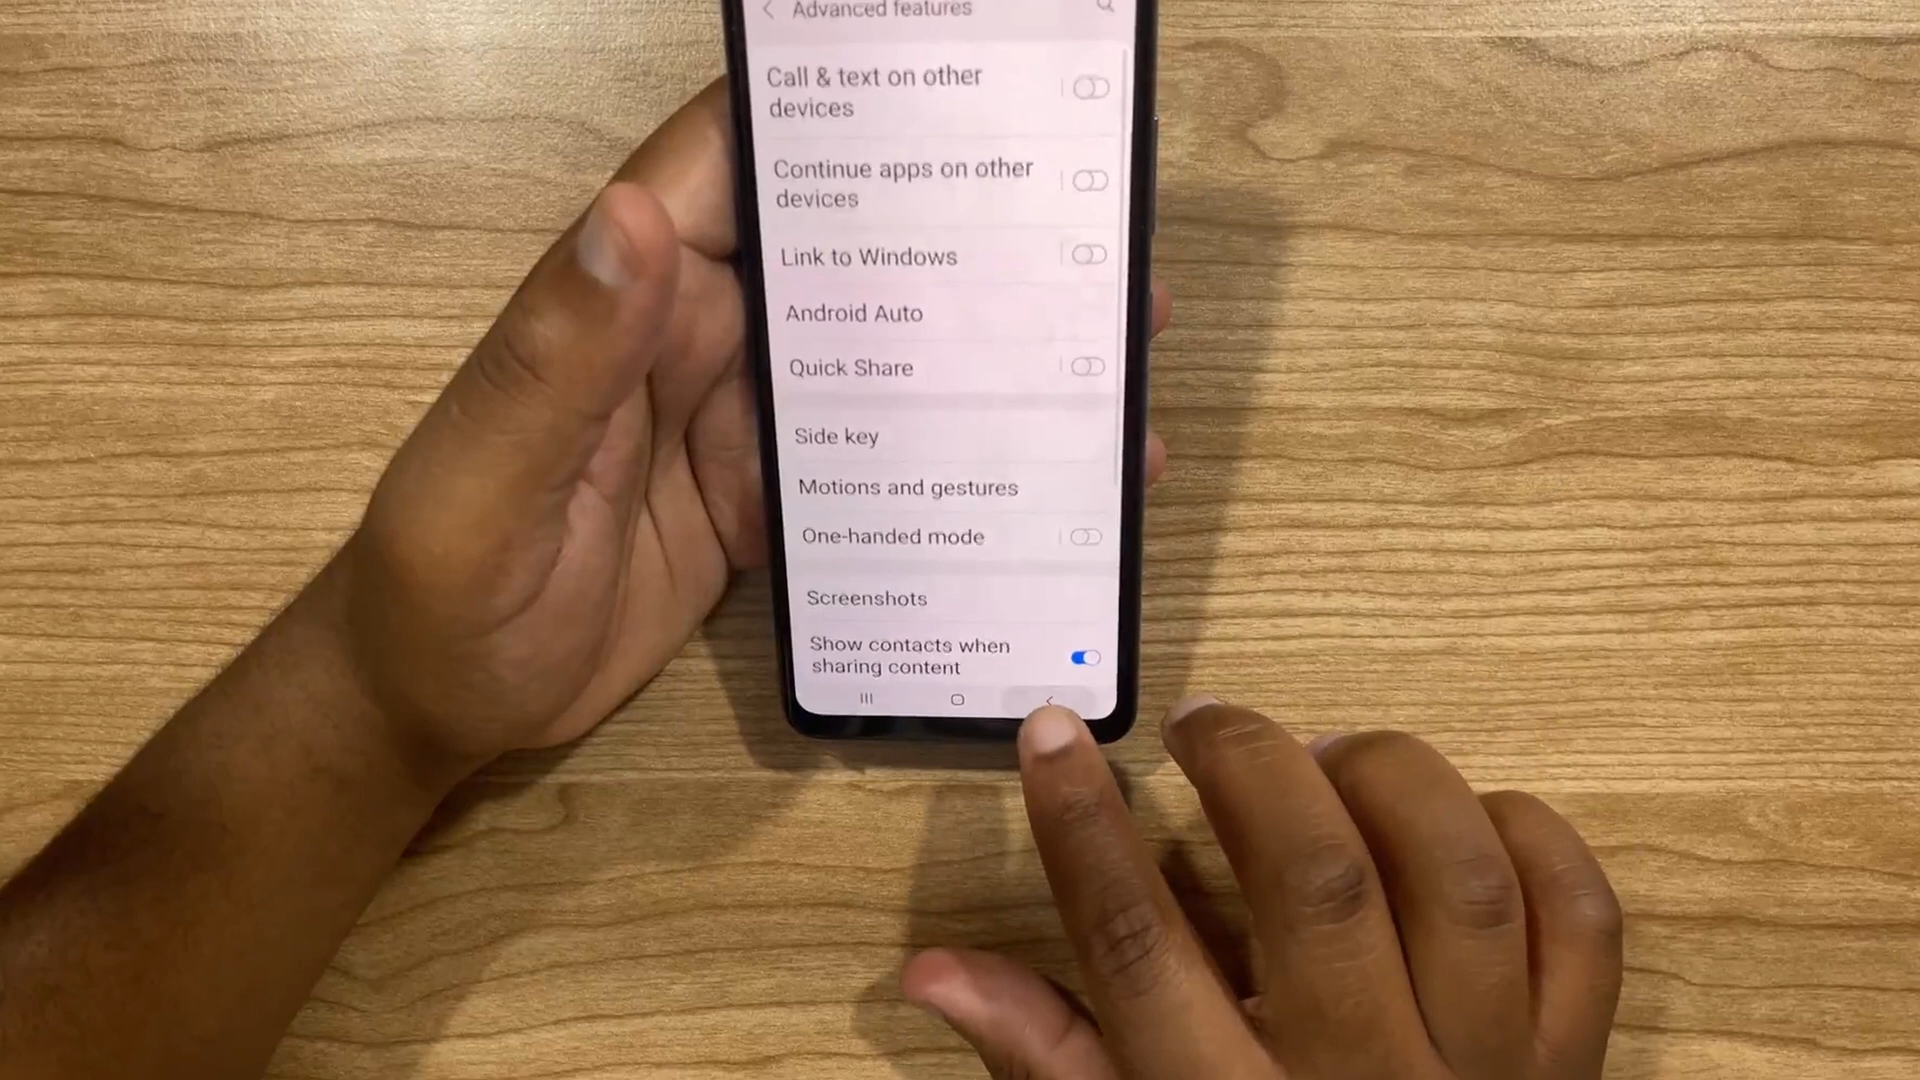 Advanced features
Call & text on other
devices
Continue apps on other
devices
Link to Windows
Android Auto
Quick Share
Side key
Motions and gestures
One-handed mode
Screenshots
Show contacts when
sharing content